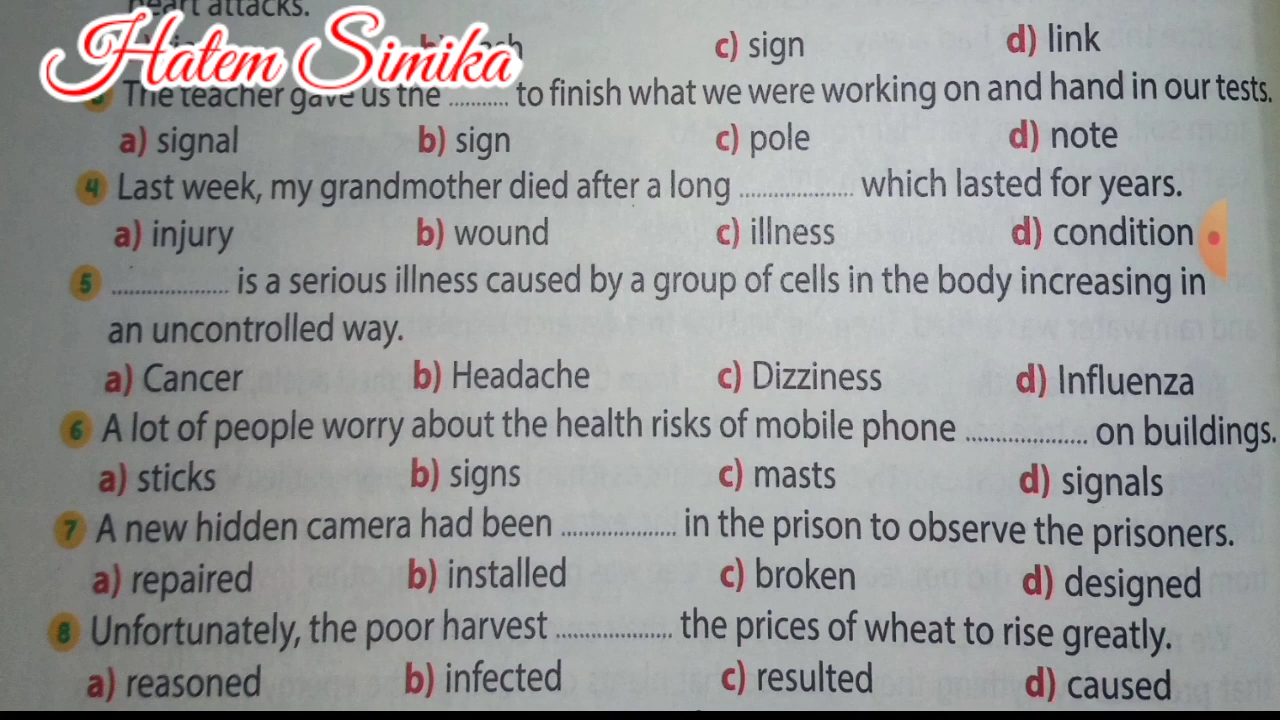 heart attacks.
Hatem Simika
c) sign d) link
3 The teacher gave us the .......... to finish what we were working on and hand in our tests.
a) signal b) sign c) pole d) note
4 Last week, my grandmother died after a long .................. which lasted for years.
a) injury b) wound c) illness d) condition
5 .................. is a serious illness caused by a group of cells in the body increasing in
an uncontrolled way.
a) Cancer b) Headache c) Dizziness d) Influenza
6 A lot of people worry about the health risks of mobile phone .................. on buildings.
a) sticks b) signs c) masts d) signals
7 A new hidden camera had been .................. in the prison to observe the prisoners.
a) repaired b) installed c) broken d) designed
8 Unfortunately, the poor harvest .................. the prices of wheat to rise greatly.
a) reasoned b) infected c) resulted d) caused